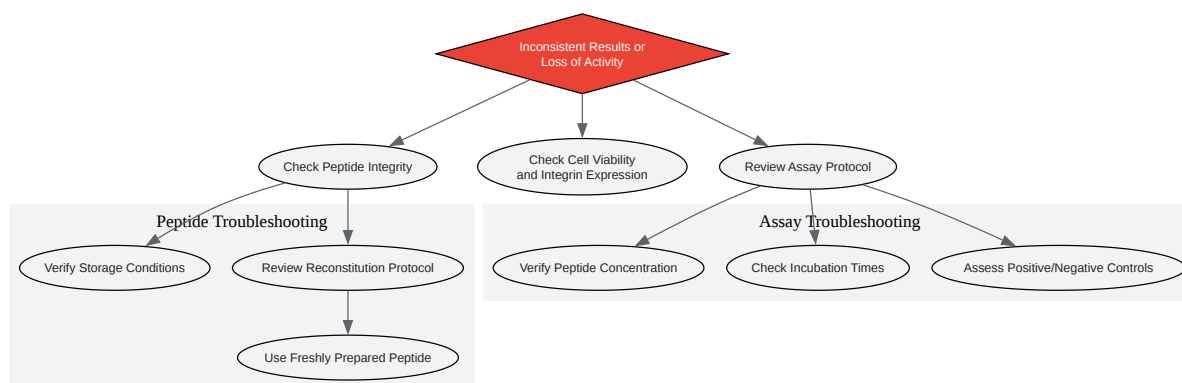 Inconsistent Results or
Loss of Activity
Check Peptide Integrity
Check Cell Viability
and Integrin Expression
Review Assay Protocol
Peptide Troubleshooting
Assay Troubleshooting
Verify Storage Conditions
Review Reconstitution Protocol
Verify Peptide Concentration
Check Incubation Times
Assess Positive/Negative Controls
Use Freshly Prepared Peptide